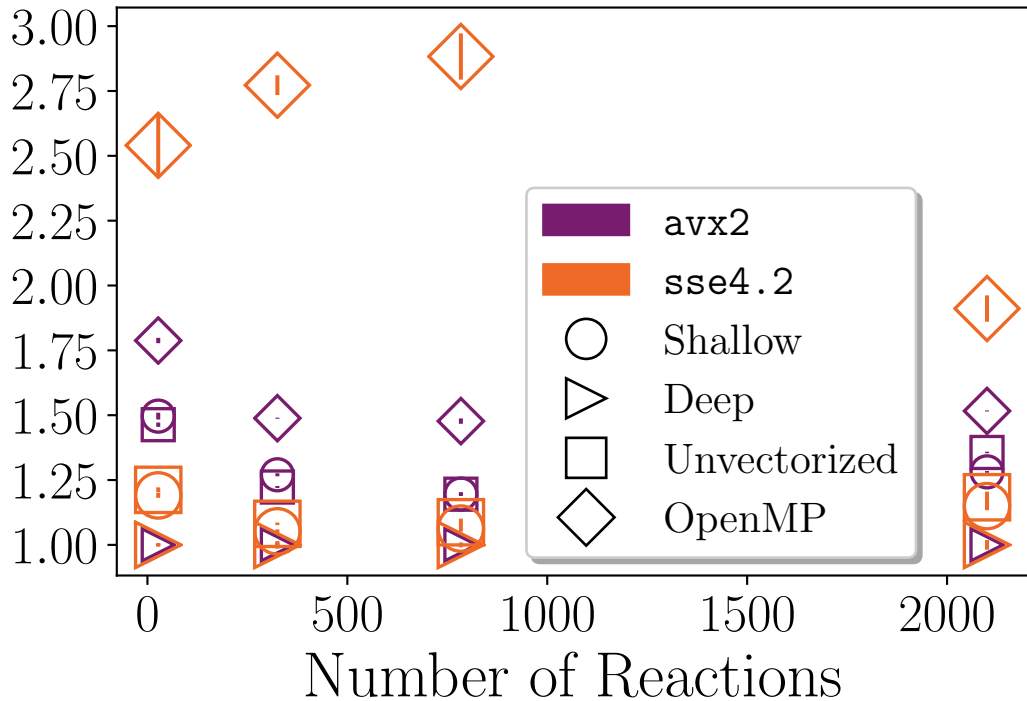 3.00
2.75
2.50
2.25
2.00
1.75
1.50
1.25
1.00
avx2
sse4.2
Shallow
Deep
Unvectorized
OpenMP
0 500 1000 1500 2000
Number of Reactions